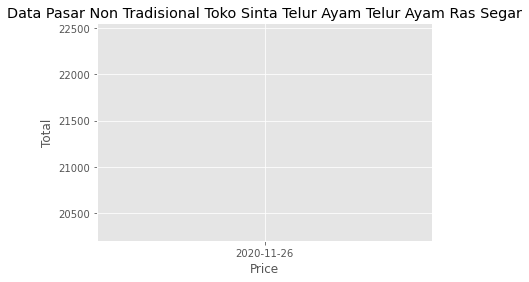 Data Pasar Non Tradisional Toko Sinta Telur Ayam Telur Ayam Ras Segar
22500
22000
21500
21000
20500
Total
2020-11-26
Price